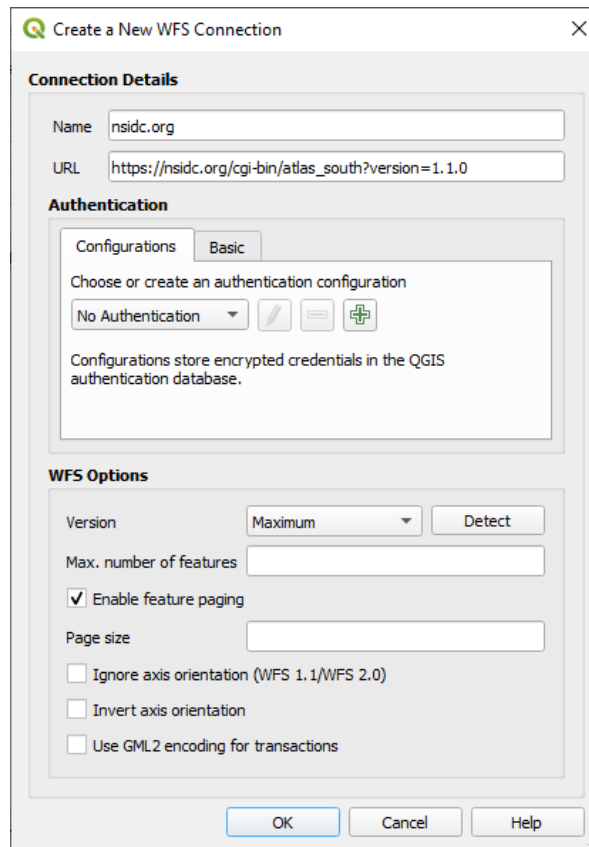 Create a New WFS Connection
Connection Details
Name nsidc.org
URL https://nsidc.org/cgi-bin/atlas_south?version=1.1.0
Authentication
Configurations Basic
Choose or create an authentication configuration
No Authentication
Configurations store encrypted credentials in the QGIS
authentication database.
WFS Options
Version Maximum Detect
Max. number of features
Enable feature paging
Page size
Ignore axis orientation (WFS 1.1/WFS 2.0)
Invert axis orientation
Use GML2 encoding for transactions
OK Cancel Help